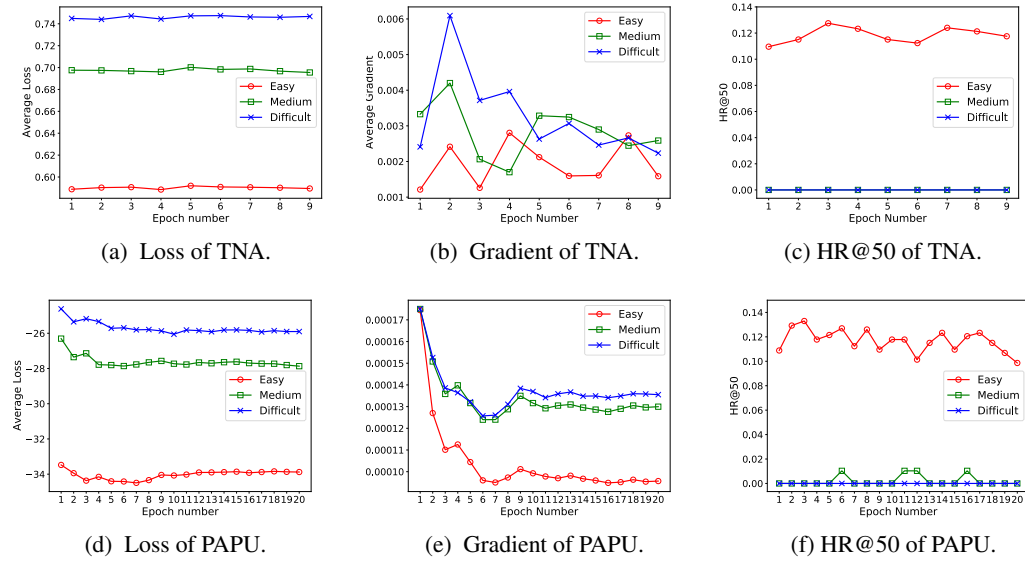 0.74
0.72
0.70
0.68
0.66
0.64
0.62
0.60
Average Loss
Easy
Medium
Difficult
1 2 3 4 5 6 7 8 9
Epoch number
(a) Loss of TNA.
0.006
0.005
0.004
0.003
0.002
0.001
Average Gradient
Easy
Medium
Difficult
1 2 3 4 5 6 7 8 9
Epoch Number
(b) Gradient of TNA.
0.14
0.12
0.10
0.08
0.06
0.04
0.02
0.00
HR@50
Easy
Medium
Difficult
1 2 3 4 5 6 7 8 9
Epoch Number
(c) HR@50 of TNA.
−26
−28
−30
−32
−34
Average Loss
Easy
Medium
Difficult
1 2 3 4 5 6 7 8 9 10 11 12 13 14 15 16 17 18 19 20
Epoch Number
(d) Loss of PAPU.
0.00017
0.00016
0.00015
0.00014
0.00013
0.00012
0.00011
0.00010
Average Gradient
Easy
Medium
Difficult
1 2 3 4 5 6 7 8 9 10 11 12 13 14 15 16 17 18 19 20
Epoch Number
(e) Gradient of PAPU.
0.14
0.12
0.10
0.08
0.06
0.04
0.02
0.00
HR@50
Easy
Medium
Difficult
1 2 3 4 5 6 7 8 9 10 11 12 13 14 15 16 17 18 19 20
Epoch Number
(f) HR@50 of PAPU.